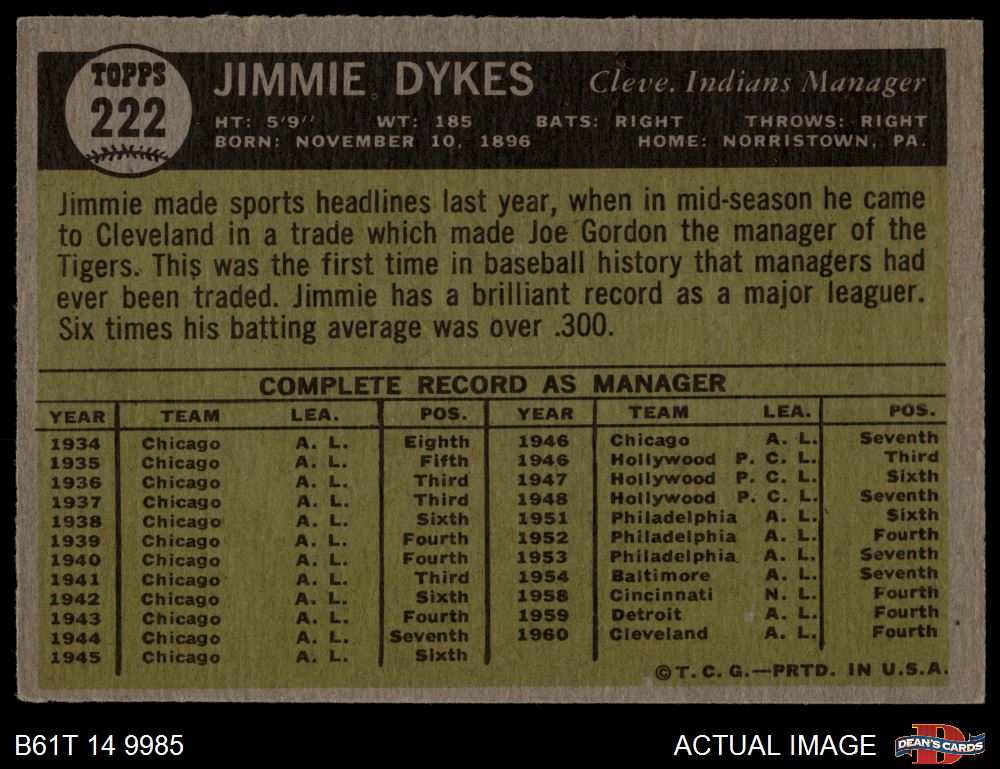 TOPPS
222
JIMMIE DYKES Cleve. Indians Manager
HT: 5'9" WT: 185 BATS: RIGHT THROWS: RIGHT
BORN: NOVEMBER 10, 1896 HOME: NORRISTOWN, PA.
Jimmie made sports headlines last year, when in mid-season he came
to Cleveland in a trade which made Joe Gordon the manager of the
Tigers. This was the first time in baseball history that managers had
ever been traded. Jimmie has a brilliant record as a major leaguer.
Six times his batting average was over .300.
COMPLETE RECORD AS MANAGER
YEAR TEAM LEA. POS. YEAR TEAM LEA. POS.
1934 Chicago A. L. Eighth 1946 Chicago A. L. Seventh
1935 Chicago A. L. Fifth 1946 Hollywood P. C. L. Third
1936 Chicago A. L. Third 1947 Hollywood P. C. L. Sixth
1937 Chicago A. L. Third 1948 Hollywood P. C. L. Seventh
1938 Chicago A. L. Sixth 1951 Philadelphia A. L. Sixth
1939 Chicago A. L. Fourth 1952 Philadelphia A. L. Fourth
1940 Chicago A. L. Fourth 1953 Philadelphia A. L. Seventh
1941 Chicago A. L. Third 1954 Baltimore A. L. Seventh
1942 Chicago A. L. Sixth 1958 Cincinnati N. L. Fourth
1943 Chicago A. L. Fourth 1959 Detroit A. L. Fourth
1944 Chicago A. L. Seventh 1960 Cleveland A. L. Fourth
1945 Chicago A. L. Sixth
©T. C. G.—PRTD. IN U.S.A.
B61T 14 9985 ACTUAL IMAGE DEAN'S CARDS